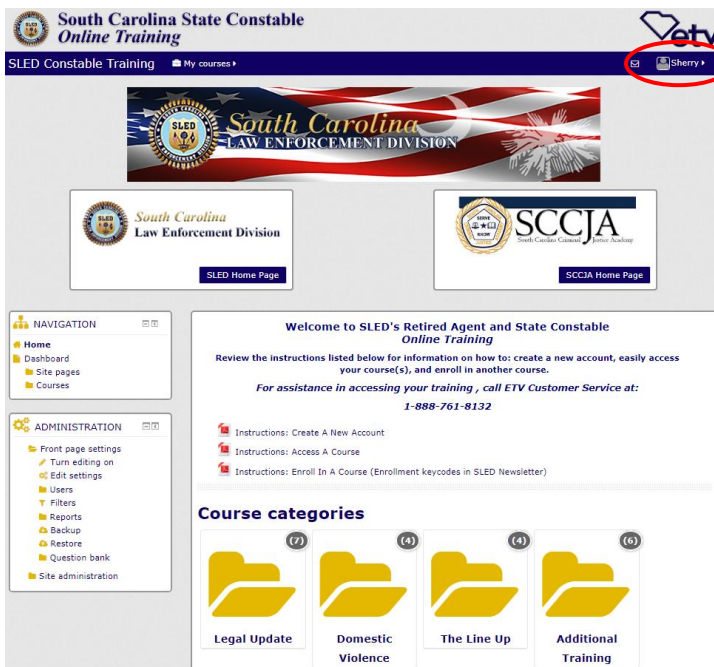 South Carolina State Constable
Online Training
etv
SLED Constable Training
My courses
Sherry
SLED
South Carolina
LAW ENFORCEMENT DIVISION
South Carolina
Law Enforcement Division
SLED Home Page
SERVE
KNOW
SCCJA
South Carolina Criminal Justice Academy
SCCJA Home Page
NAVIGATION
Home
Dashboard
Site pages
Courses
ADMINISTRATION
Front page settings
Turn editing on
Edit settings
Users
Filters
Reports
Backup
Restore
Question bank
Site administration
Welcome to SLED's Retired Agent and State Constable
Online Training
Review the instructions listed below for information on how to: create a new account, easily access
your course(s), and enroll in another course.
For assistance in accessing your training , call ETV Customer Service at:
1-888-761-8132
Instructions: Create A New Account
Instructions: Access A Course
Instructions: Enroll In A Course (Enrollment keycodes in SLED Newsletter)
Course categories
(7)
(4)
(4)
(6)
Legal Update
Domestic
Violence
The Line Up
Additional
Training